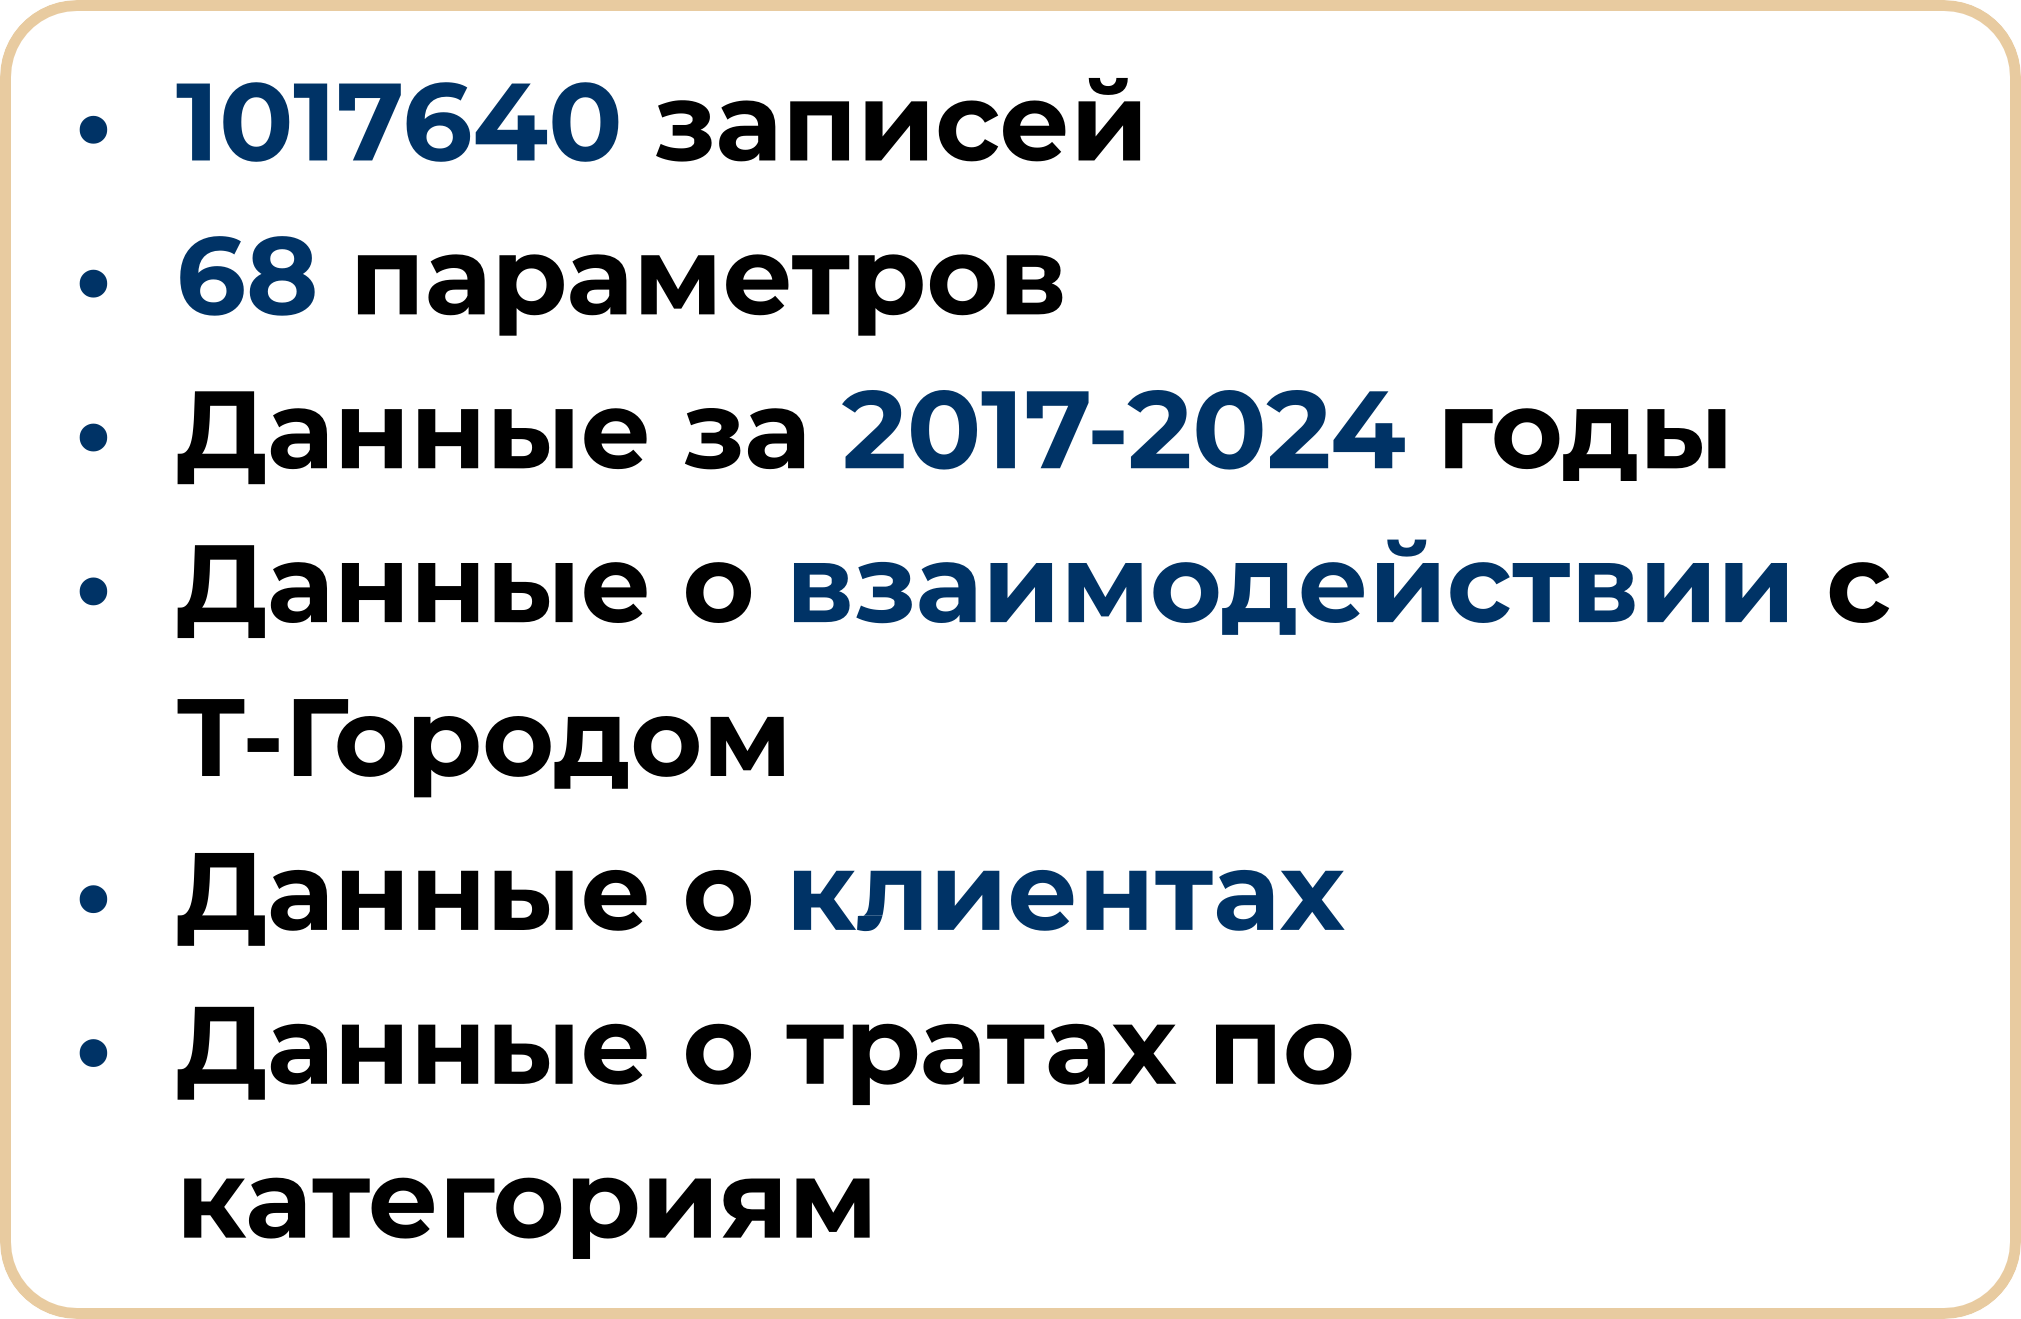 • 1017640 записей
• 68 параметров
• Данные за 2017-2024 годы
• Данные о взаимодействии с
Т-Городом
• Данные о клиентах
• Данные о тратах по
категориям